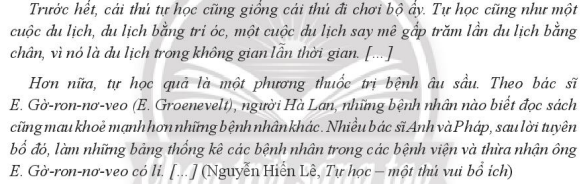 Trước hết, cái thú tự học cũng giống cái thú đi chơi bộ ấy. Tự học cũng như một
cuộc du lịch, du lịch bằng trí óc, một cuộc du lịch say mê gấp trăm lần du lịch bằng
chân, vì nó là du lịch trong không gian lẫn thời gian. [...]
Hơn nữa, tự học quả là một phương thuốc trị bệnh âu sầu. Theo bác sĩ
E. Gờ-ron-nơ-veo (E. Groenevelt), người Hà Lan, những bệnh nhân nào biết đọc sách
cũng mau khoẻ mạnh hơn những bệnh nhân khác. Nhiều bác sĩ Anh và Pháp, sau lời tuyên
bố đó, làm những bảng thống kê các bệnh nhân trong các bệnh viện và thừa nhận ông
E. Gờ-ron-nơ-veo có lí. [...] (Nguyễn Hiến Lê, Tự học – một thú vui bổ ích)